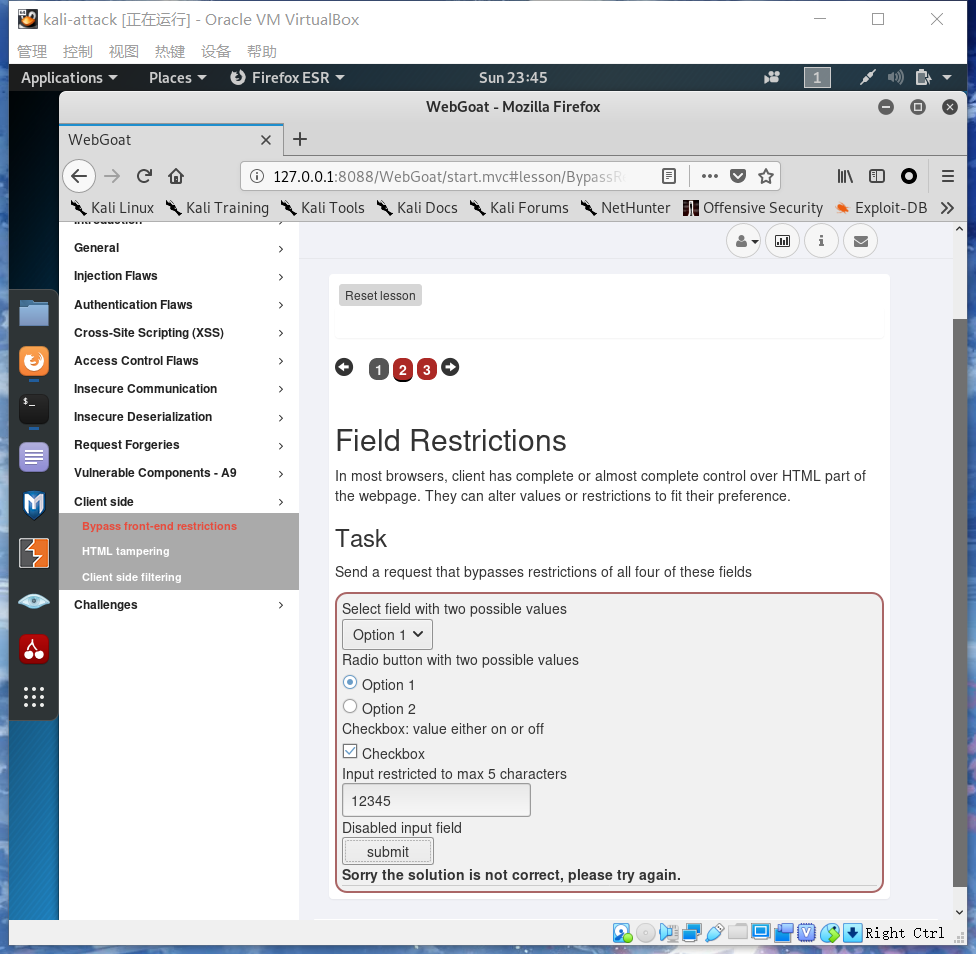 kali-attack [正在运行] - Oracle VM VirtualBox
管理 控制 视图 热键 设备 帮助
Applications Places Firefox ESR Sun 23:45 1
WebGoat - Mozilla Firefox
WebGoat
127.0.0.1:8088/WebGoat/start.mvc#lesson/BypassRe
Kali Linux Kali Training Kali Tools Kali Docs Kali Forums NetHunter Offensive Security Exploit-DB
Introduction
General
Injection Flaws
Authentication Flaws
Cross-Site Scripting (XSS)
Access Control Flaws
Insecure Communication
Insecure Deserialization
Request Forgeries
Vulnerable Components - A9
Client side
Bypass front-end restrictions
HTML tampering
Client side filtering
Challenges
Reset lesson
1 2 3
Field Restrictions
In most browsers, client has complete or almost complete control over HTML part of
the webpage. They can alter values or restrictions to fit their preference.
Task
Send a request that bypasses restrictions of all four of these fields
Select field with two possible values
Option 1
Radio button with two possible values
Option 1
Option 2
Checkbox: value either on or off
Checkbox
Input restricted to max 5 characters
12345
Disabled input field
submit
Sorry the solution is not correct, please try again.
Right Ctrl